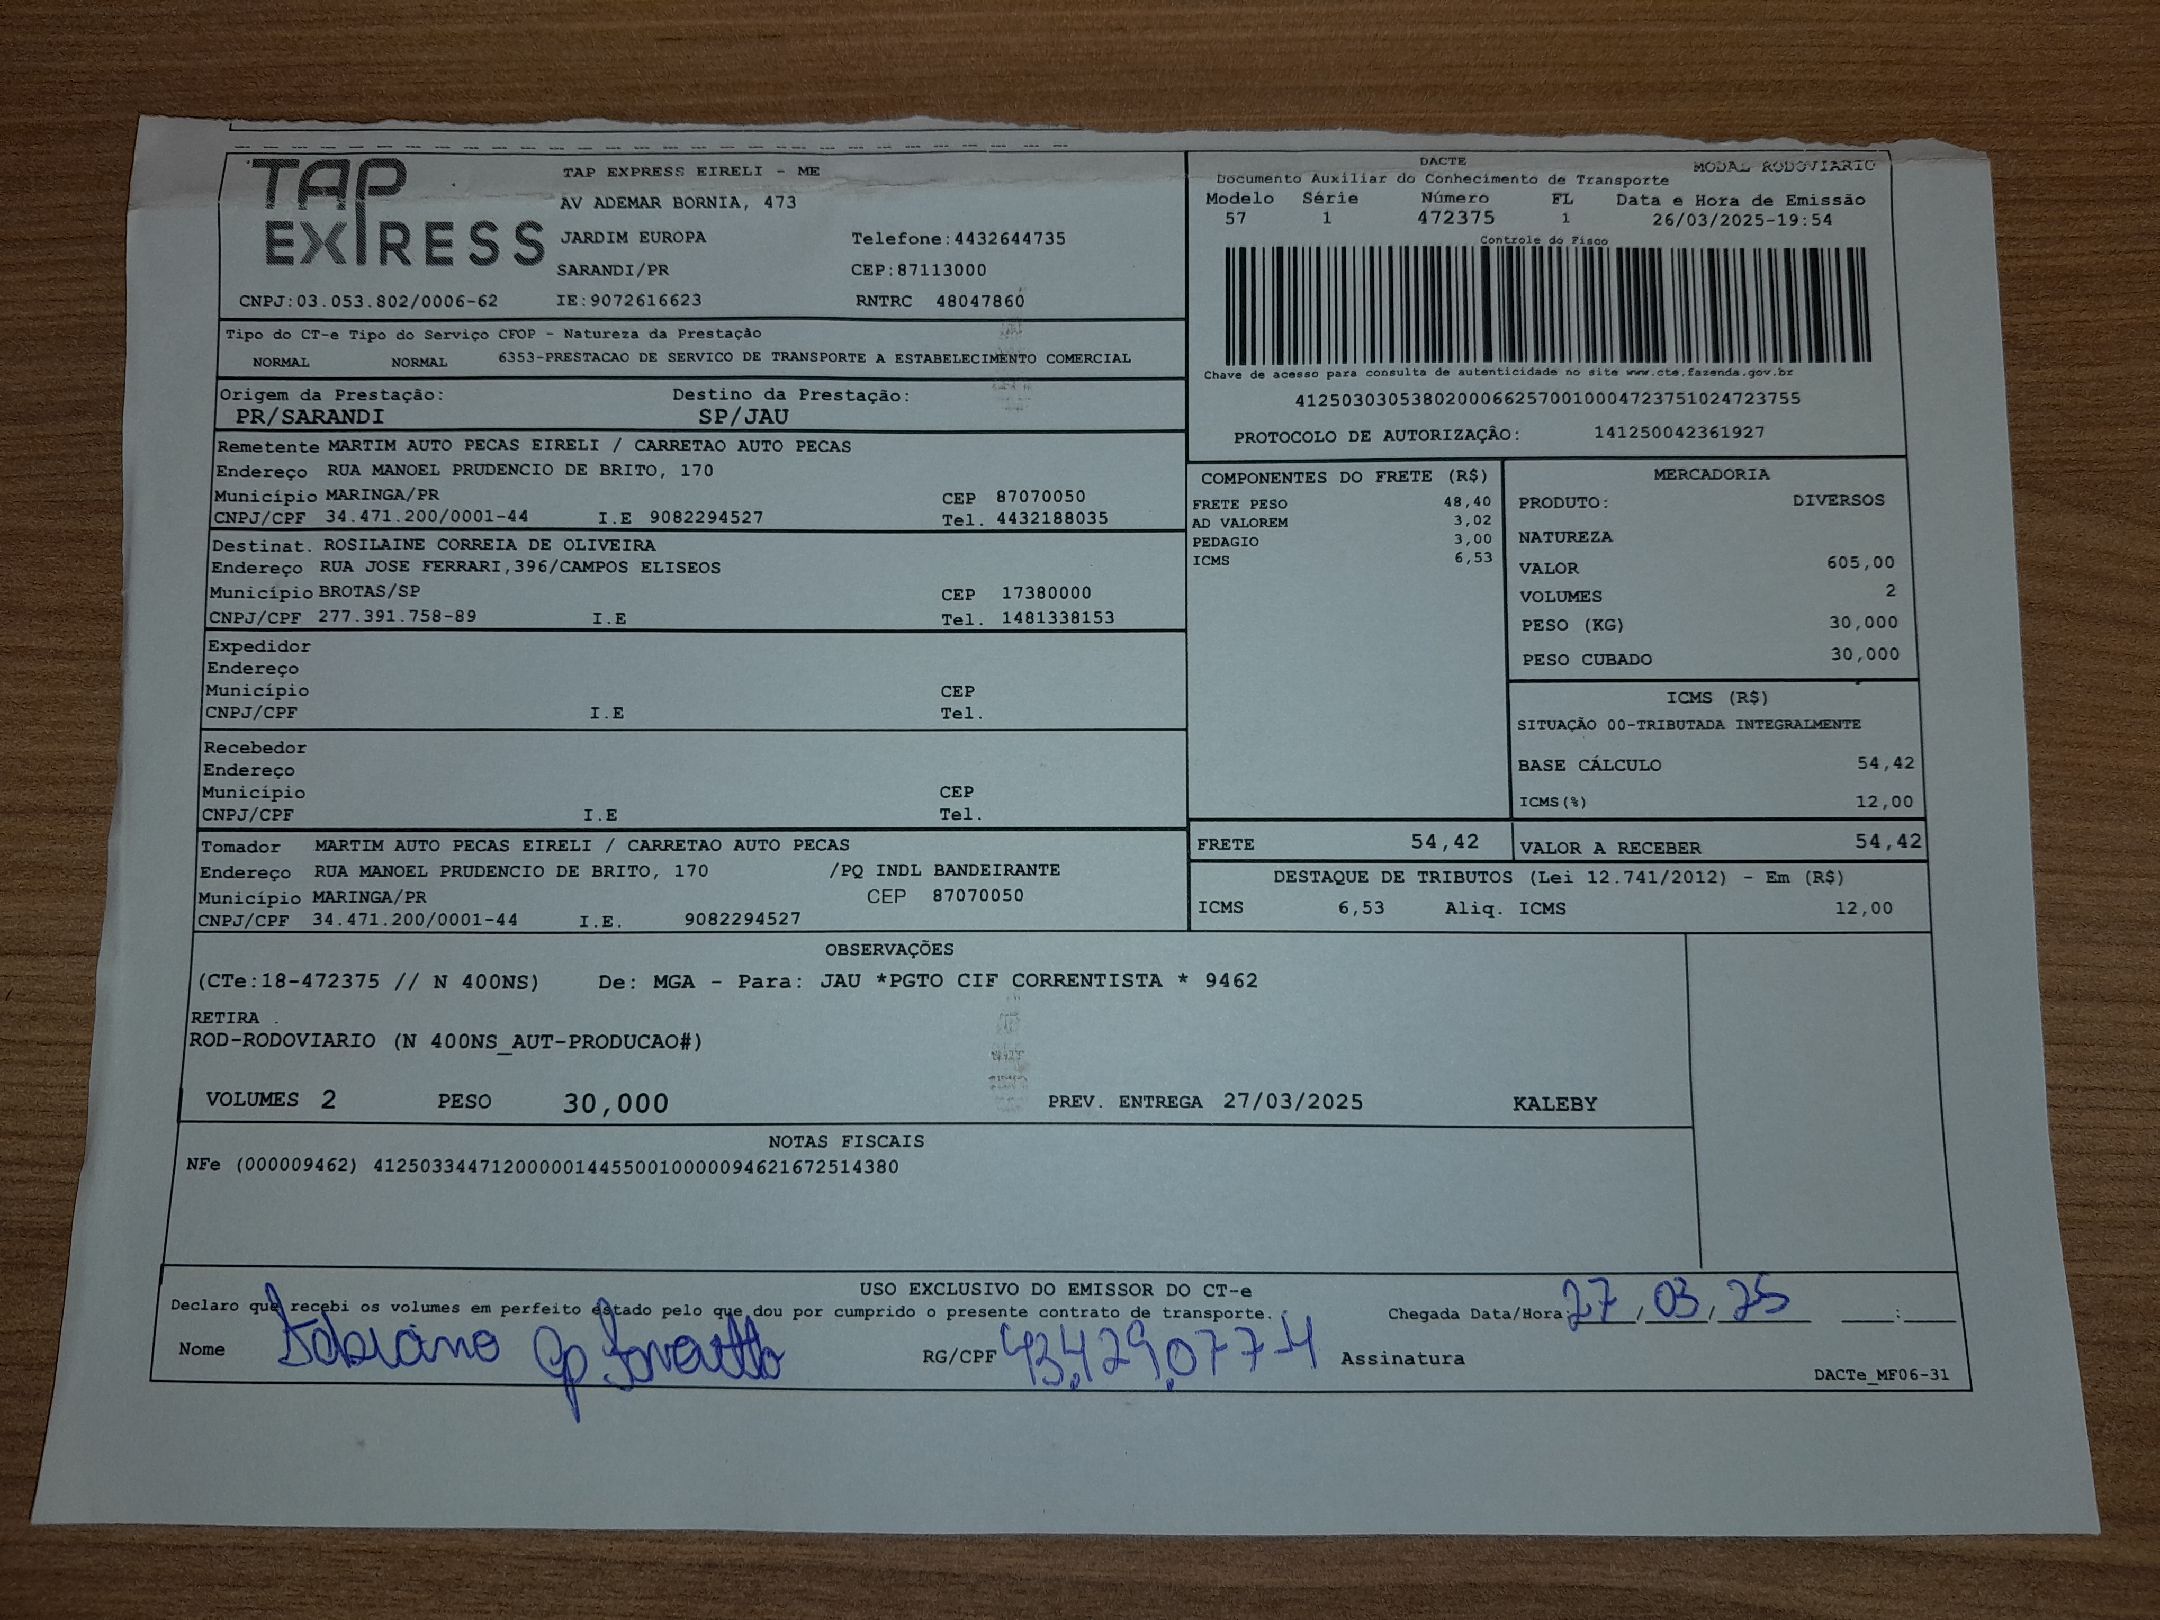 TAP EXPRESS
TAP EXPRESS EIRELI - ME
AV ADEMAR BORNIA, 473
JARDIM EUROPA Telefone:4432644735
SARANDI/PR CEP:87113000
CNPJ:03.053.802/0006-62 IE:9072616623 RNTRC 48047860
DACTE MODAL RODOVIARIO
Documento Auxiliar do Conhecimento de Transporte
Modelo Série Número FL Data e Hora de Emissão
57 1 472375 1 26/03/2025-19:54
Controle do Fisco
Chave de acesso para consulta de autenticidade no site www.cte.fazenda.gov.br
41250303053802000662570010004723751024723755
PROTOCOLO DE AUTORIZAÇÃO: 141250042361927
Tipo do CT-e Tipo do Serviço CFOP - Natureza da Prestação
NORMAL NORMAL 6353-PRESTACAO DE SERVICO DE TRANSPORTE A ESTABELECIMENTO COMERCIAL
Origem da Prestação: Destino da Prestação:
PR/SARANDI SP/JAU
Remetente MARTIM AUTO PECAS EIRELI / CARRETAO AUTO PECAS
Endereço RUA MANOEL PRUDENCIO DE BRITO, 170
Município MARINGA/PR CEP 87070050
CNPJ/CPF 34.471.200/0001-44 I.E 9082294527 Tel. 4432188035
Destinat. ROSILAINE CORREIA DE OLIVEIRA
Endereço RUA JOSE FERRARI,396/CAMPOS ELISEOS
Município BROTAS/SP CEP 17380000
CNPJ/CPF 277.391.758-89 I.E Tel. 1481338153
Expedidor
Endereço
Município CEP
CNPJ/CPF I.E Tel.
Recebedor
Endereço
Município CEP
CNPJ/CPF I.E Tel.
Tomador MARTIM AUTO PECAS EIRELI / CARRETAO AUTO PECAS
Endereço RUA MANOEL PRUDENCIO DE BRITO, 170 /PQ INDL BANDEIRANTE
Município MARINGA/PR CEP 87070050
CNPJ/CPF 34.471.200/0001-44 I.E. 9082294527
COMPONENTES DO FRETE (R$)
FRETE PESO 48,40
AD VALOREM 3,02
PEDAGIO 3,00
ICMS 6,53
MERCADORIA
PRODUTO: DIVERSOS
NATUREZA
VALOR 605,00
VOLUMES 2
PESO (KG) 30,000
PESO CUBADO 30,000
ICMS (R$)
SITUAÇÃO 00-TRIBUTADA INTEGRALMENTE
BASE CÁLCULO 54,42
ICMS(%) 12,00
FRETE 54,42 VALOR A RECEBER 54,42
DESTAQUE DE TRIBUTOS (Lei 12.741/2012) - Em (R$)
ICMS 6,53 Aliq. ICMS 12,00
OBSERVAÇÕES
(CTe:18-472375 // N 400NS) De: MGA - Para: JAU *PGTO CIF CORRENTISTA * 9462
RETIRA .
ROD-RODOVIARIO (N 400NS_AUT-PRODUCAO#)
VOLUMES 2 PESO 30,000 PREV. ENTREGA 27/03/2025 KALEBY
NOTAS FISCAIS
NFe (000009462) 41250334471200000144550010000094621672514380
USO EXCLUSIVO DO EMISSOR DO CT-e
Declaro que recebi os volumes em perfeito estado pelo que dou por cumprido o presente contrato de transporte. Chegada Data/Hora: 27/03/25 :
Nome Fabiano RG/CPF 43.429.077-4 Assinatura
DACTe_MF06-31